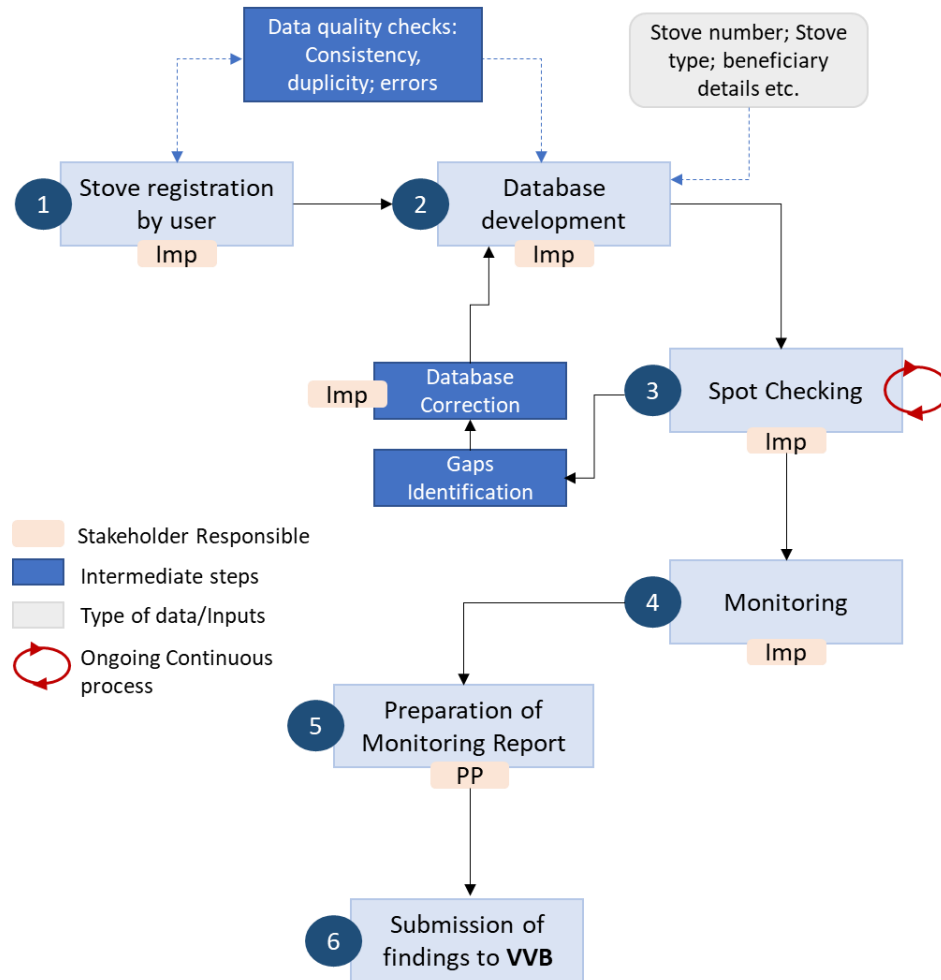 Data quality checks:
Consistency,
duplicity; errors
Stove number; Stove
type; beneficiary
details etc.
1
Stove registration
by user
Imp
2
Database
development
Imp
Imp
Database
Correction
3
Spot Checking
Imp
Gaps
Identification
Stakeholder Responsible
Intermediate steps
Type of data/Inputs
Ongoing Continuous
process
4
Monitoring
Imp
5
Preparation of
Monitoring Report
PP
6
Submission of
findings to VVB